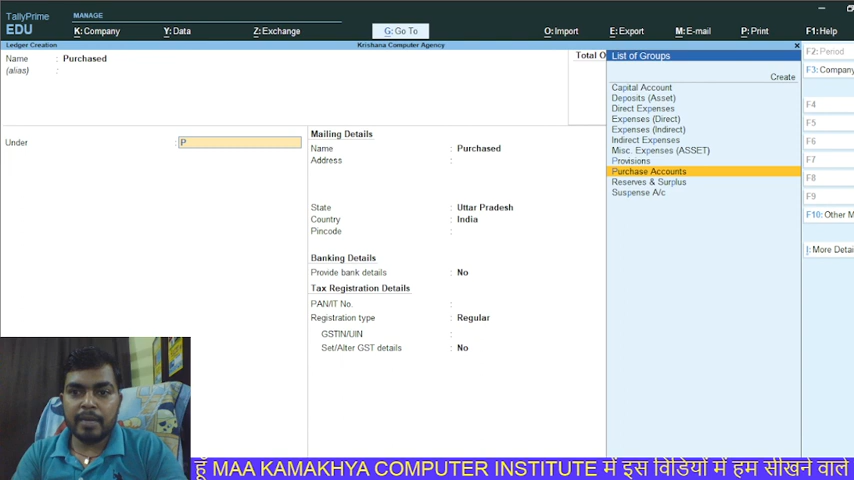 TallyPrime
EDU
MANAGE
K: Company
Y: Data
Z: Exchange
G: Go To
O: Import
E: Export
M: E-mail
P: Print
F1: Help
Ledger Creation
Krishana Computer Agency
×
Name : Purchased
(alias) :
Total O
Under : P
Mailing Details
Name : Purchased
Address :
State : Uttar Pradesh
Country : India
Pincode :
Banking Details
Provide bank details : No
Tax Registration Details
PAN/IT No. :
Registration type : Regular
GSTIN/UIN :
Set/Alter GST details : No
List of Groups
Create
Capital Account
Deposits (Asset)
Direct Expenses
Expenses (Direct)
Expenses (Indirect)
Indirect Expenses
Misc. Expenses (ASSET)
Provisions
Purchase Accounts
Reserves & Surplus
Suspense A/c
F2: Period
F3: Company
F4
F5
F6
F7
F8
F9
F10: Other M
|: More Detai
हूँ MAA KAMAKHYA COMPUTER INSTITUTE में इस विडियों में हम सीखने वाले